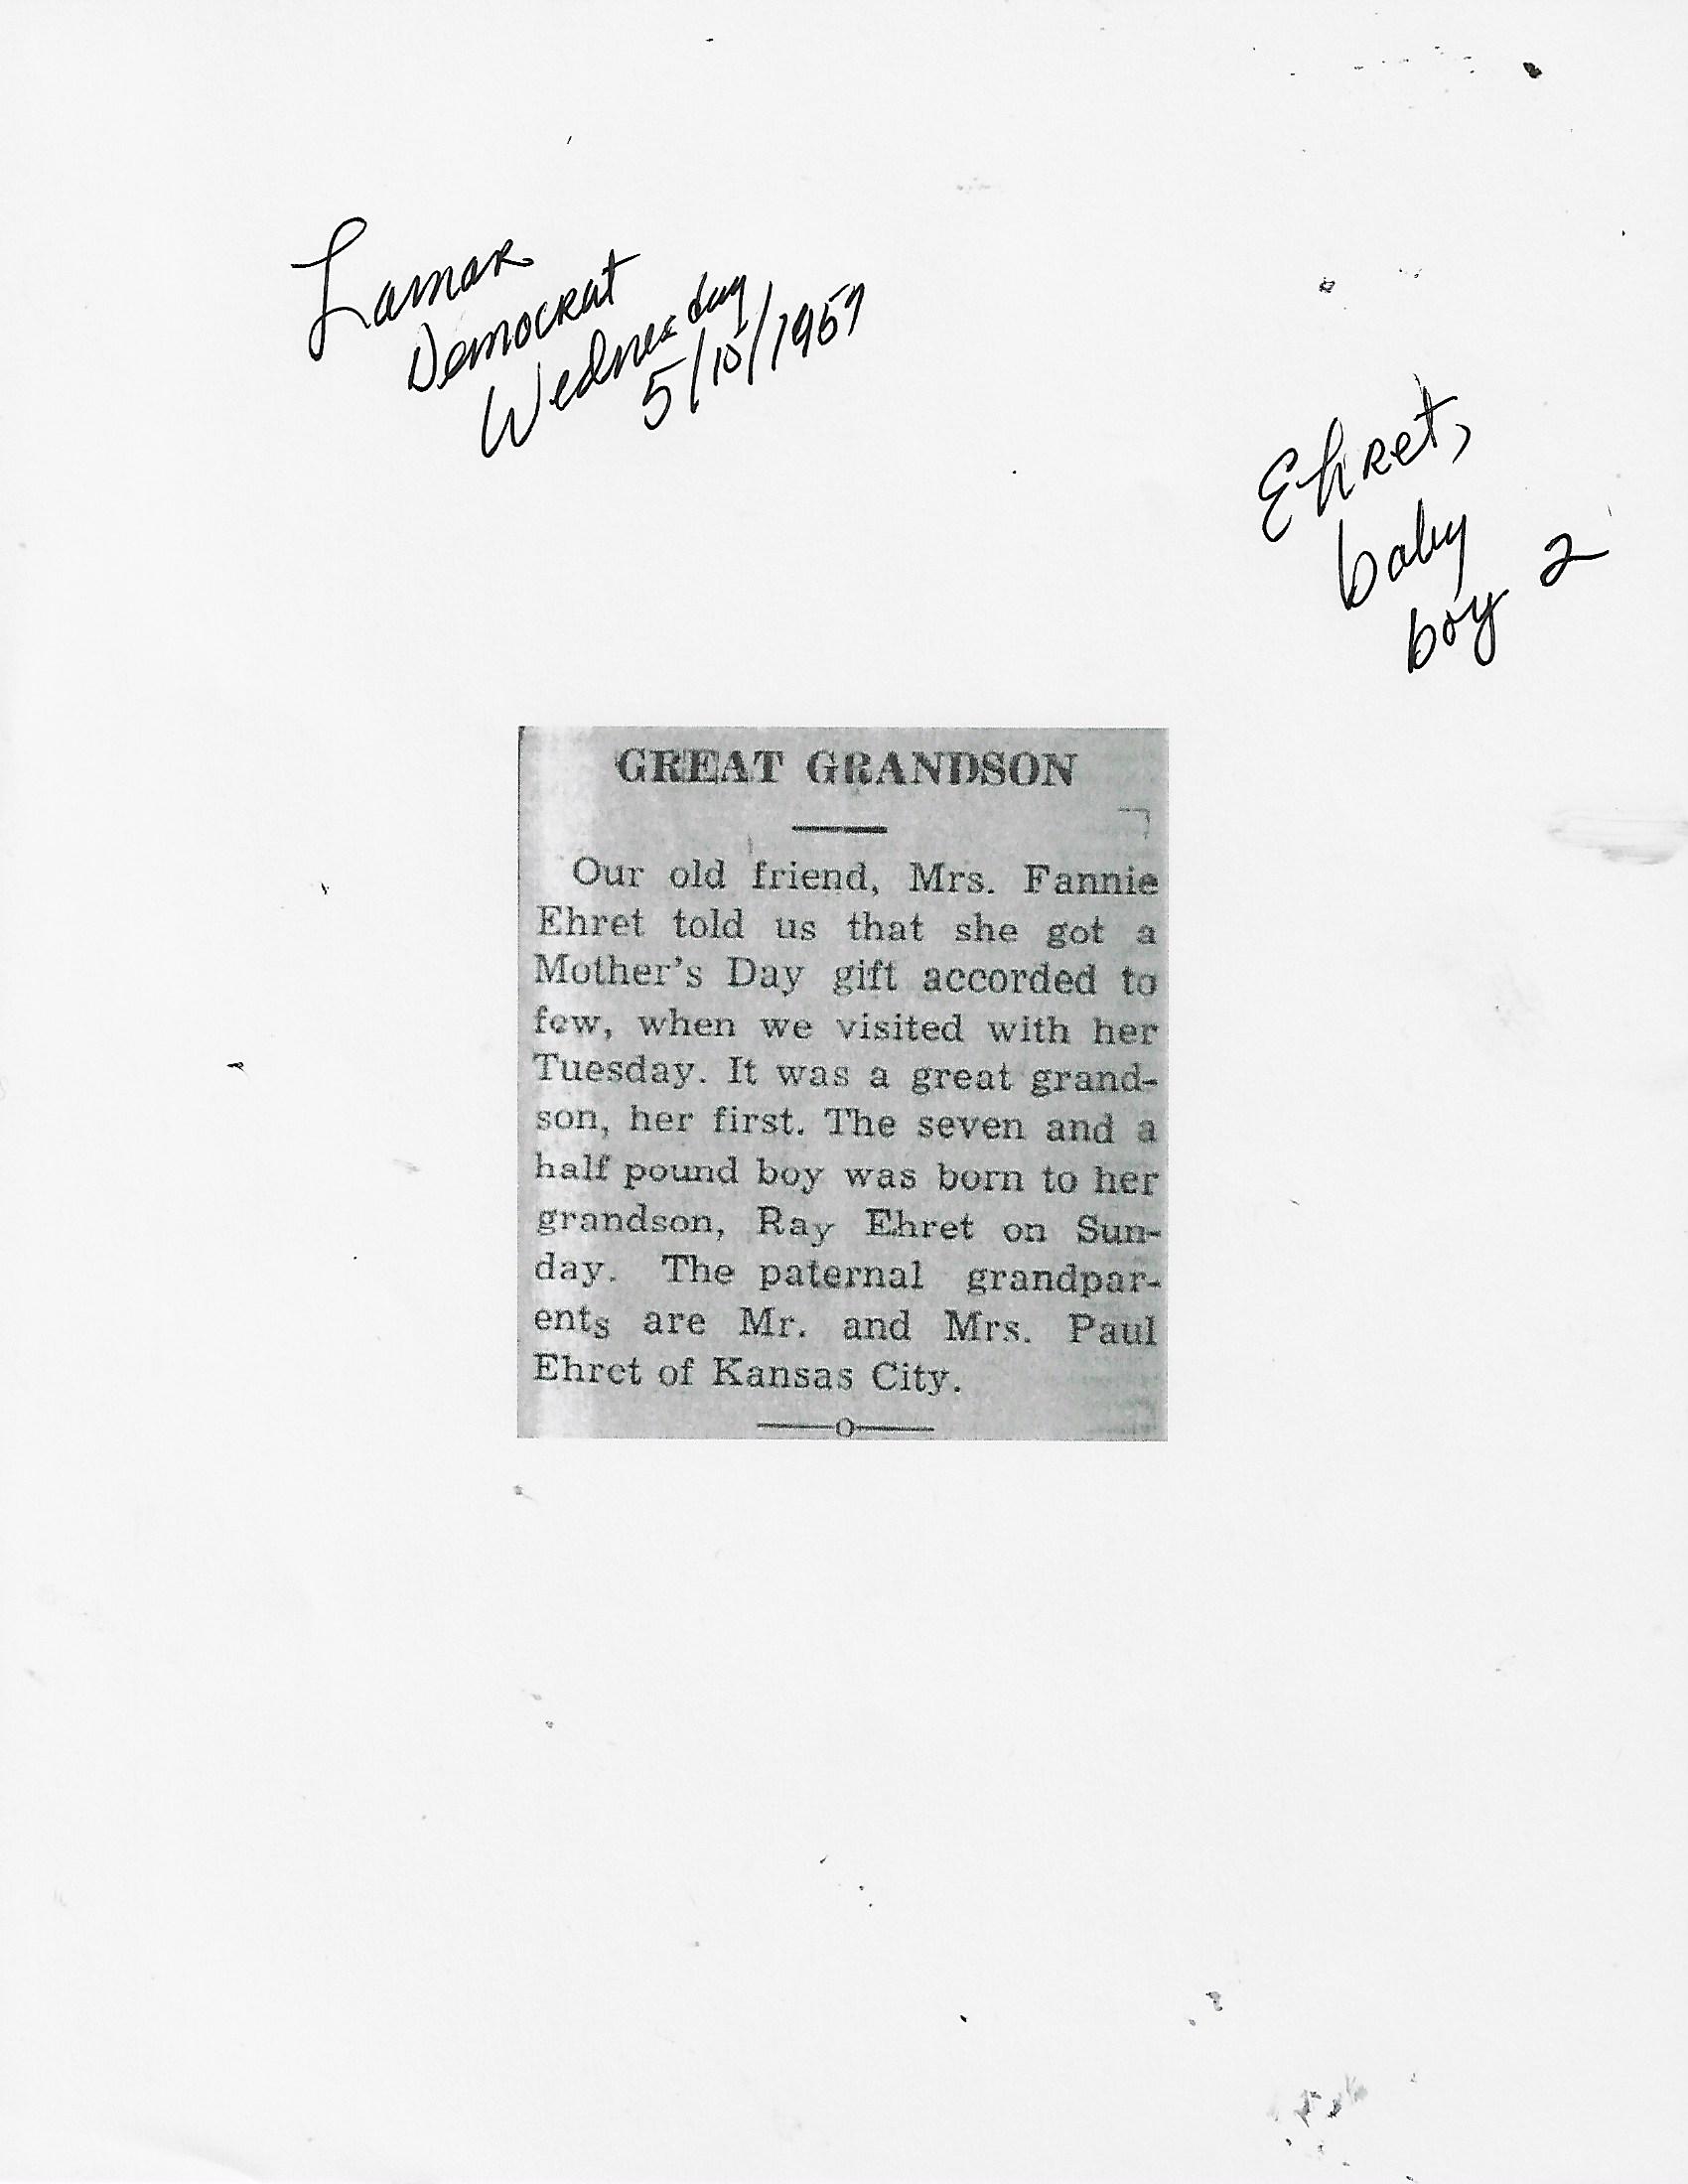 Lamar
Democrat
Wednesday
5/15/1957
Ehret,
baby
boy 2
GREAT GRANDSON
Our old friend, Mrs. Fannie
Ehret told us that she got a
Mother's Day gift accorded to
few, when we visited with her
Tuesday. It was a great grand-
son, her first. The seven and a
half pound boy was born to her
grandson, Ray Ehret on Sun-
day. The paternal grandpar-
ents are Mr. and Mrs. Paul
Ehret of Kansas City.